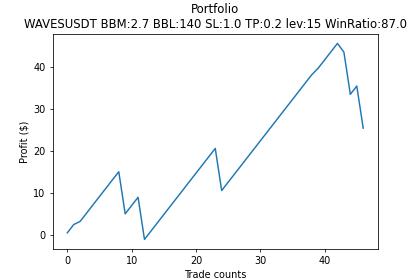 Portfolio
WAVESUSDT BBM:2.7 BBL:140 SL:1.0 TP:0.2 lev:15 WinRatio:87.0
Profit ($)
40
30
20
10
0
0 10 20 30 40
Trade counts